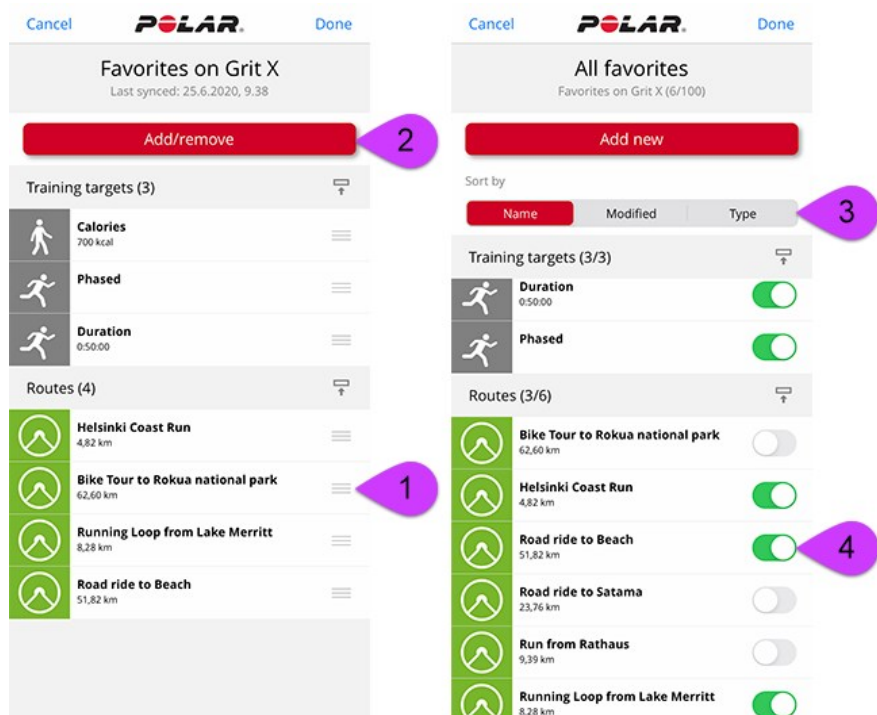 Cancel
POLAR.
Done
Favorites on Grit X
Last synced: 25.6.2020, 9.38
Add/remove
2
Training targets (3)
Calories
700 kcal
Phased
Duration
0:50:00
Routes (4)
Helsinki Coast Run
4,82 km
Bike Tour to Rokua national park
62,60 km
1
Running Loop from Lake Merritt
8,28 km
Road ride to Beach
51,82 km
Cancel
POLAR.
Done
All favorites
Favorites on Grit X (6/100)
Add new
Sort by
Name Modified Type
3
Training targets (3/3)
Duration
0:50:00
Phased
Routes (3/6)
Bike Tour to Rokua national park
62,60 km
Helsinki Coast Run
4,82 km
Road ride to Beach
51,82 km
4
Road ride to Satama
23,76 km
Run from Rathaus
9,39 km
Running Loop from Lake Merritt
8,28 km